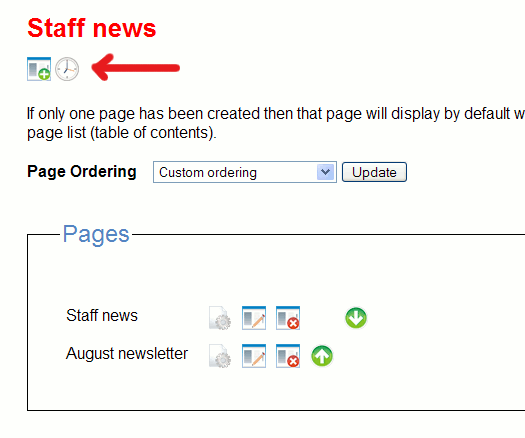 Staff news
If only one page has been created then that page will display by default w
page list (table of contents).
Page Ordering Custom ordering Update
Pages
Staff news
August newsletter